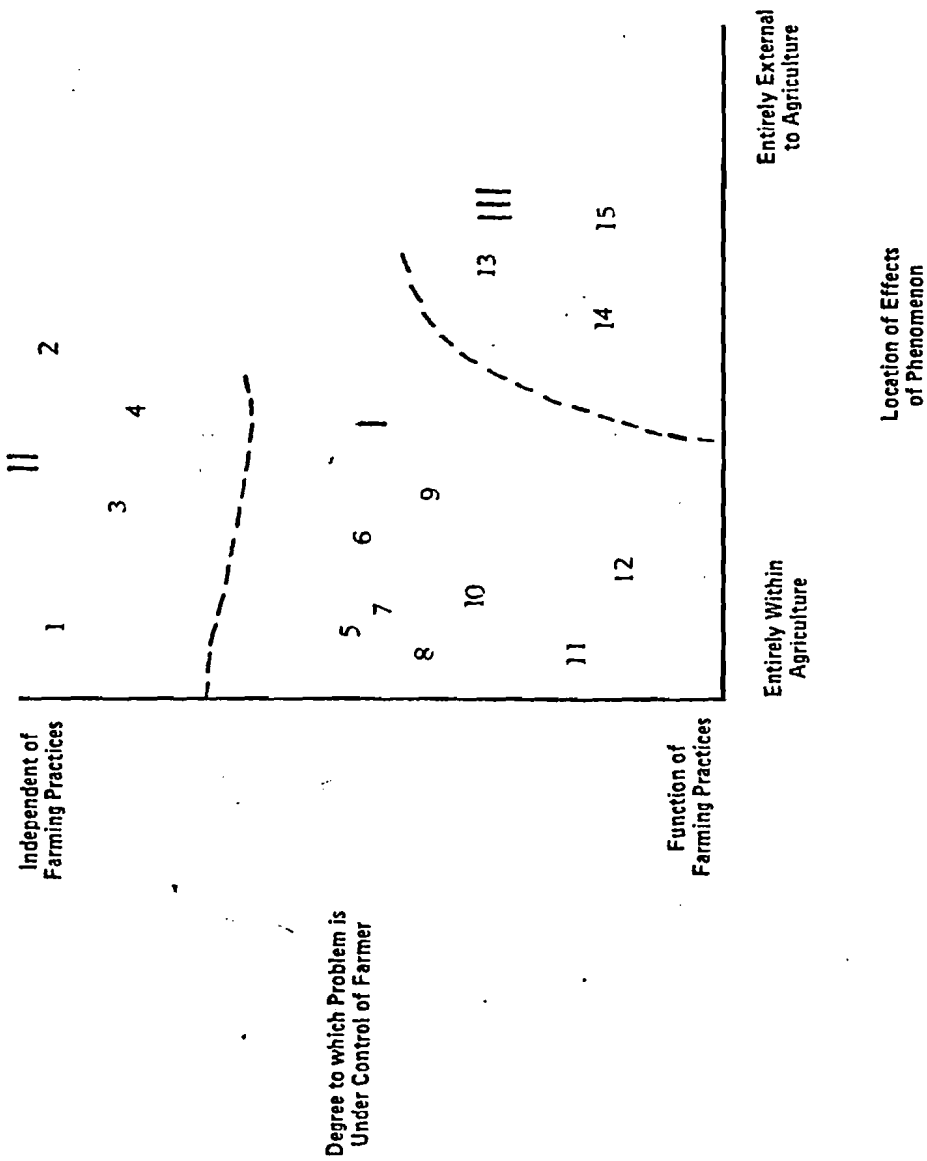 II
Independent of
Farming Practices
1
2
3
4
Degree to which Problem is
Under Control of Farmer
5
6
I
7
8
9
10
13
III
11
14
15
12
Function of
Farming Practices
Entirely Within
Agriculture
Entirely External
to Agriculture
Location of Effects
of Phenomenon